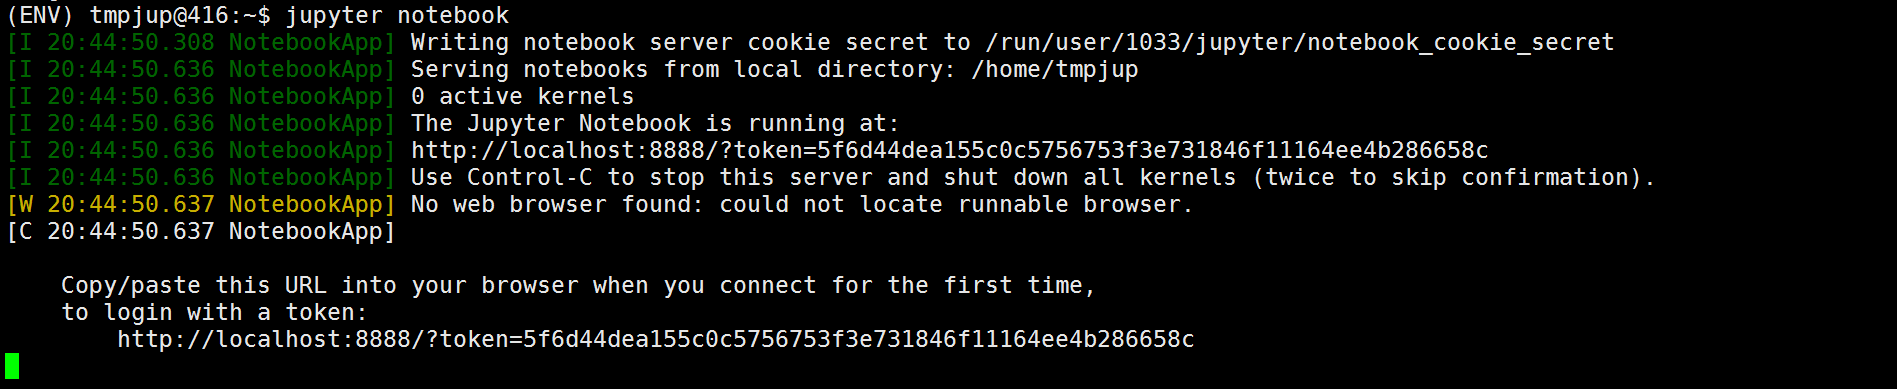 (ENV) tmpjup@416:~$ jupyter notebook
[I 20:44:50.308 NotebookApp] Writing notebook server cookie secret to /run/user/1033/jupyter/notebook_cookie_secret
[I 20:44:50.636 NotebookApp] Serving notebooks from local directory: /home/tmpjup
[I 20:44:50.636 NotebookApp] 0 active kernels
[I 20:44:50.636 NotebookApp] The Jupyter Notebook is running at:
[I 20:44:50.636 NotebookApp] http://localhost:8888/?token=5f6d44dea155c0c5756753f3e731846f11164ee4b286658c
[I 20:44:50.636 NotebookApp] Use Control-C to stop this server and shut down all kernels (twice to skip confirmation).
[W 20:44:50.637 NotebookApp] No web browser found: could not locate runnable browser.
[C 20:44:50.637 NotebookApp]
Copy/paste this URL into your browser when you connect for the first time,
to login with a token:
http://localhost:8888/?token=5f6d44dea155c0c5756753f3e731846f11164ee4b286658c